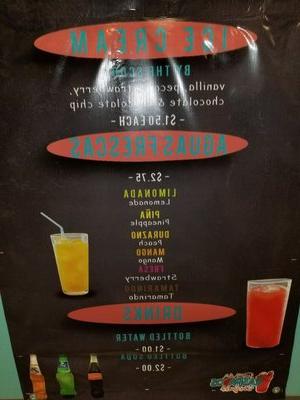 ICE CREAM
BY THE SCOOP
vanilla, pecan, strawberry,
chocolate & chocolate chip
- $1.50 EACH -
AGUAS FRESCAS
- $2.75 -
LIMONADA
Lemonade
PIÑA
Pineapple
DURAZNO
Peach
MANGO
Mango
FRESA
Strawberry
TAMARINDO
Tamarindo
DRINKS
BOTTLED WATER
- $1.00 -
BOTTLED SODA
- $2.00 -